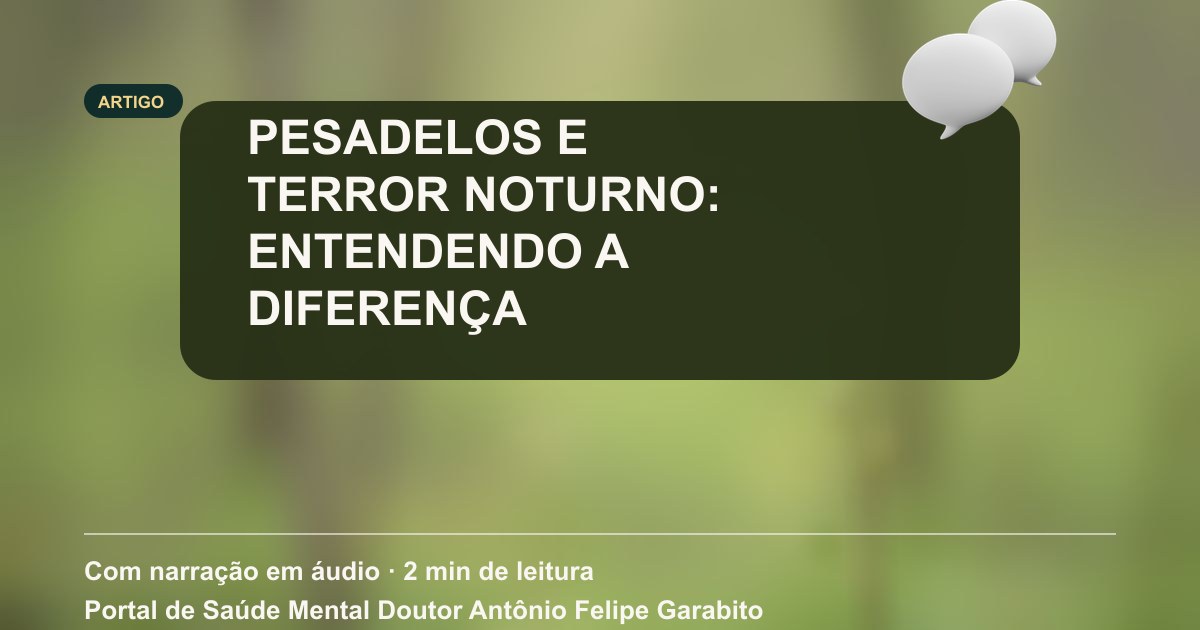 ARTIGO
PESADELOS E
TERROR NOTURNO:
ENTENDENDO A
DIFERENÇA
Com narração em áudio · 2 min de leitura
Portal de Saúde Mental Doutor Antônio Felipe Garabito